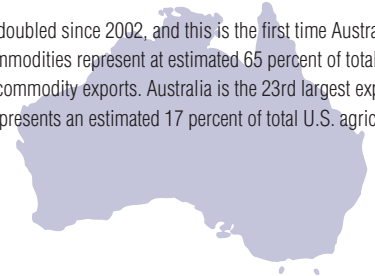 doubled since 2002, and this is the first time Austra
mmodities represent at estimated 65 percent of total
commodity exports. Australia is the 23rd largest exp
presents an estimated 17 percent of total U.S. agric